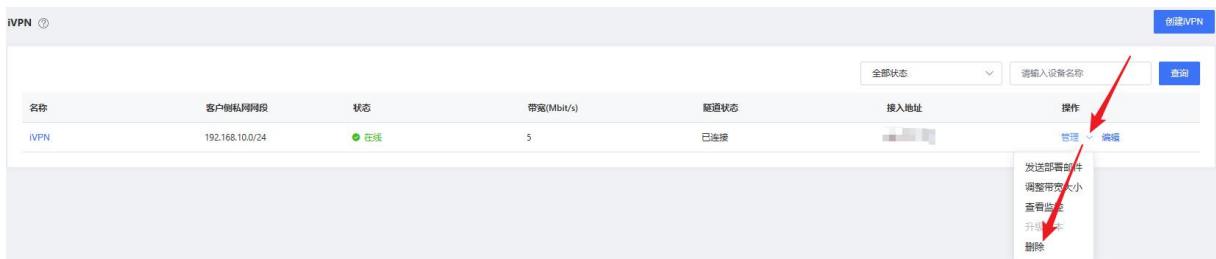 iVPN ?
创建iVPN
全部状态 请输入设备名称 查询
名称 客户侧私网网段 状态 带宽(Mbit/s) 隧道状态 接入地址 操作
iVPN 192.168.10.0/24 在线 5 已连接 管理 编辑
发送部署邮件
调整带宽大小
查看监控
升级版本
删除